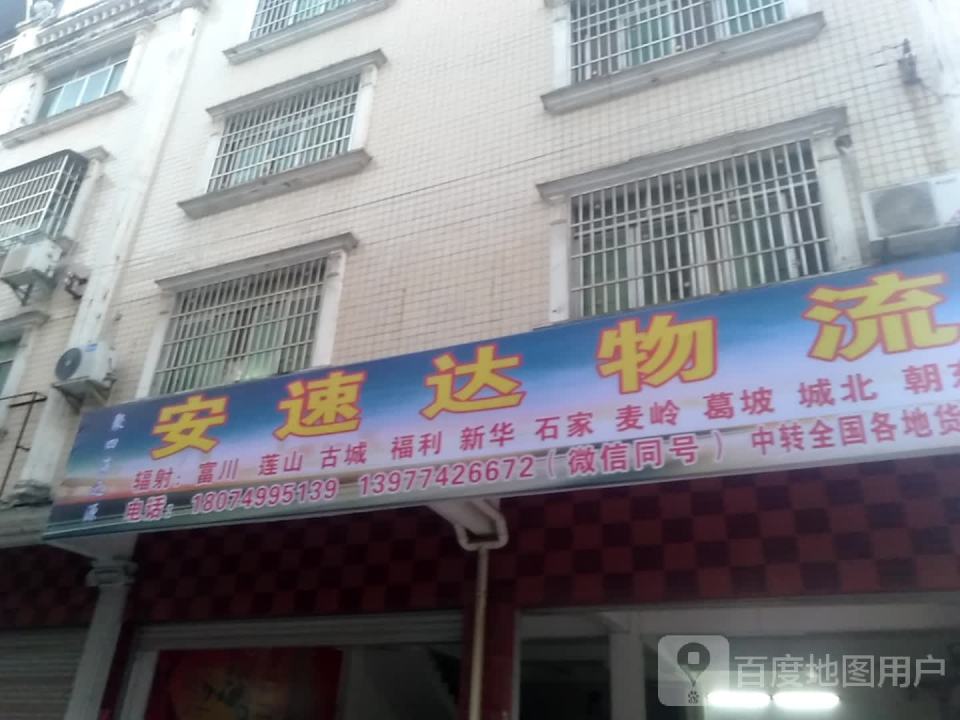 安速达物流
辐射：富川 莲山 古城 福利 新华 石家 麦岭 葛坡 城北 朝东
电话：18074995139 13977426672（微信同号） 中转全国各地货
百度地图用户